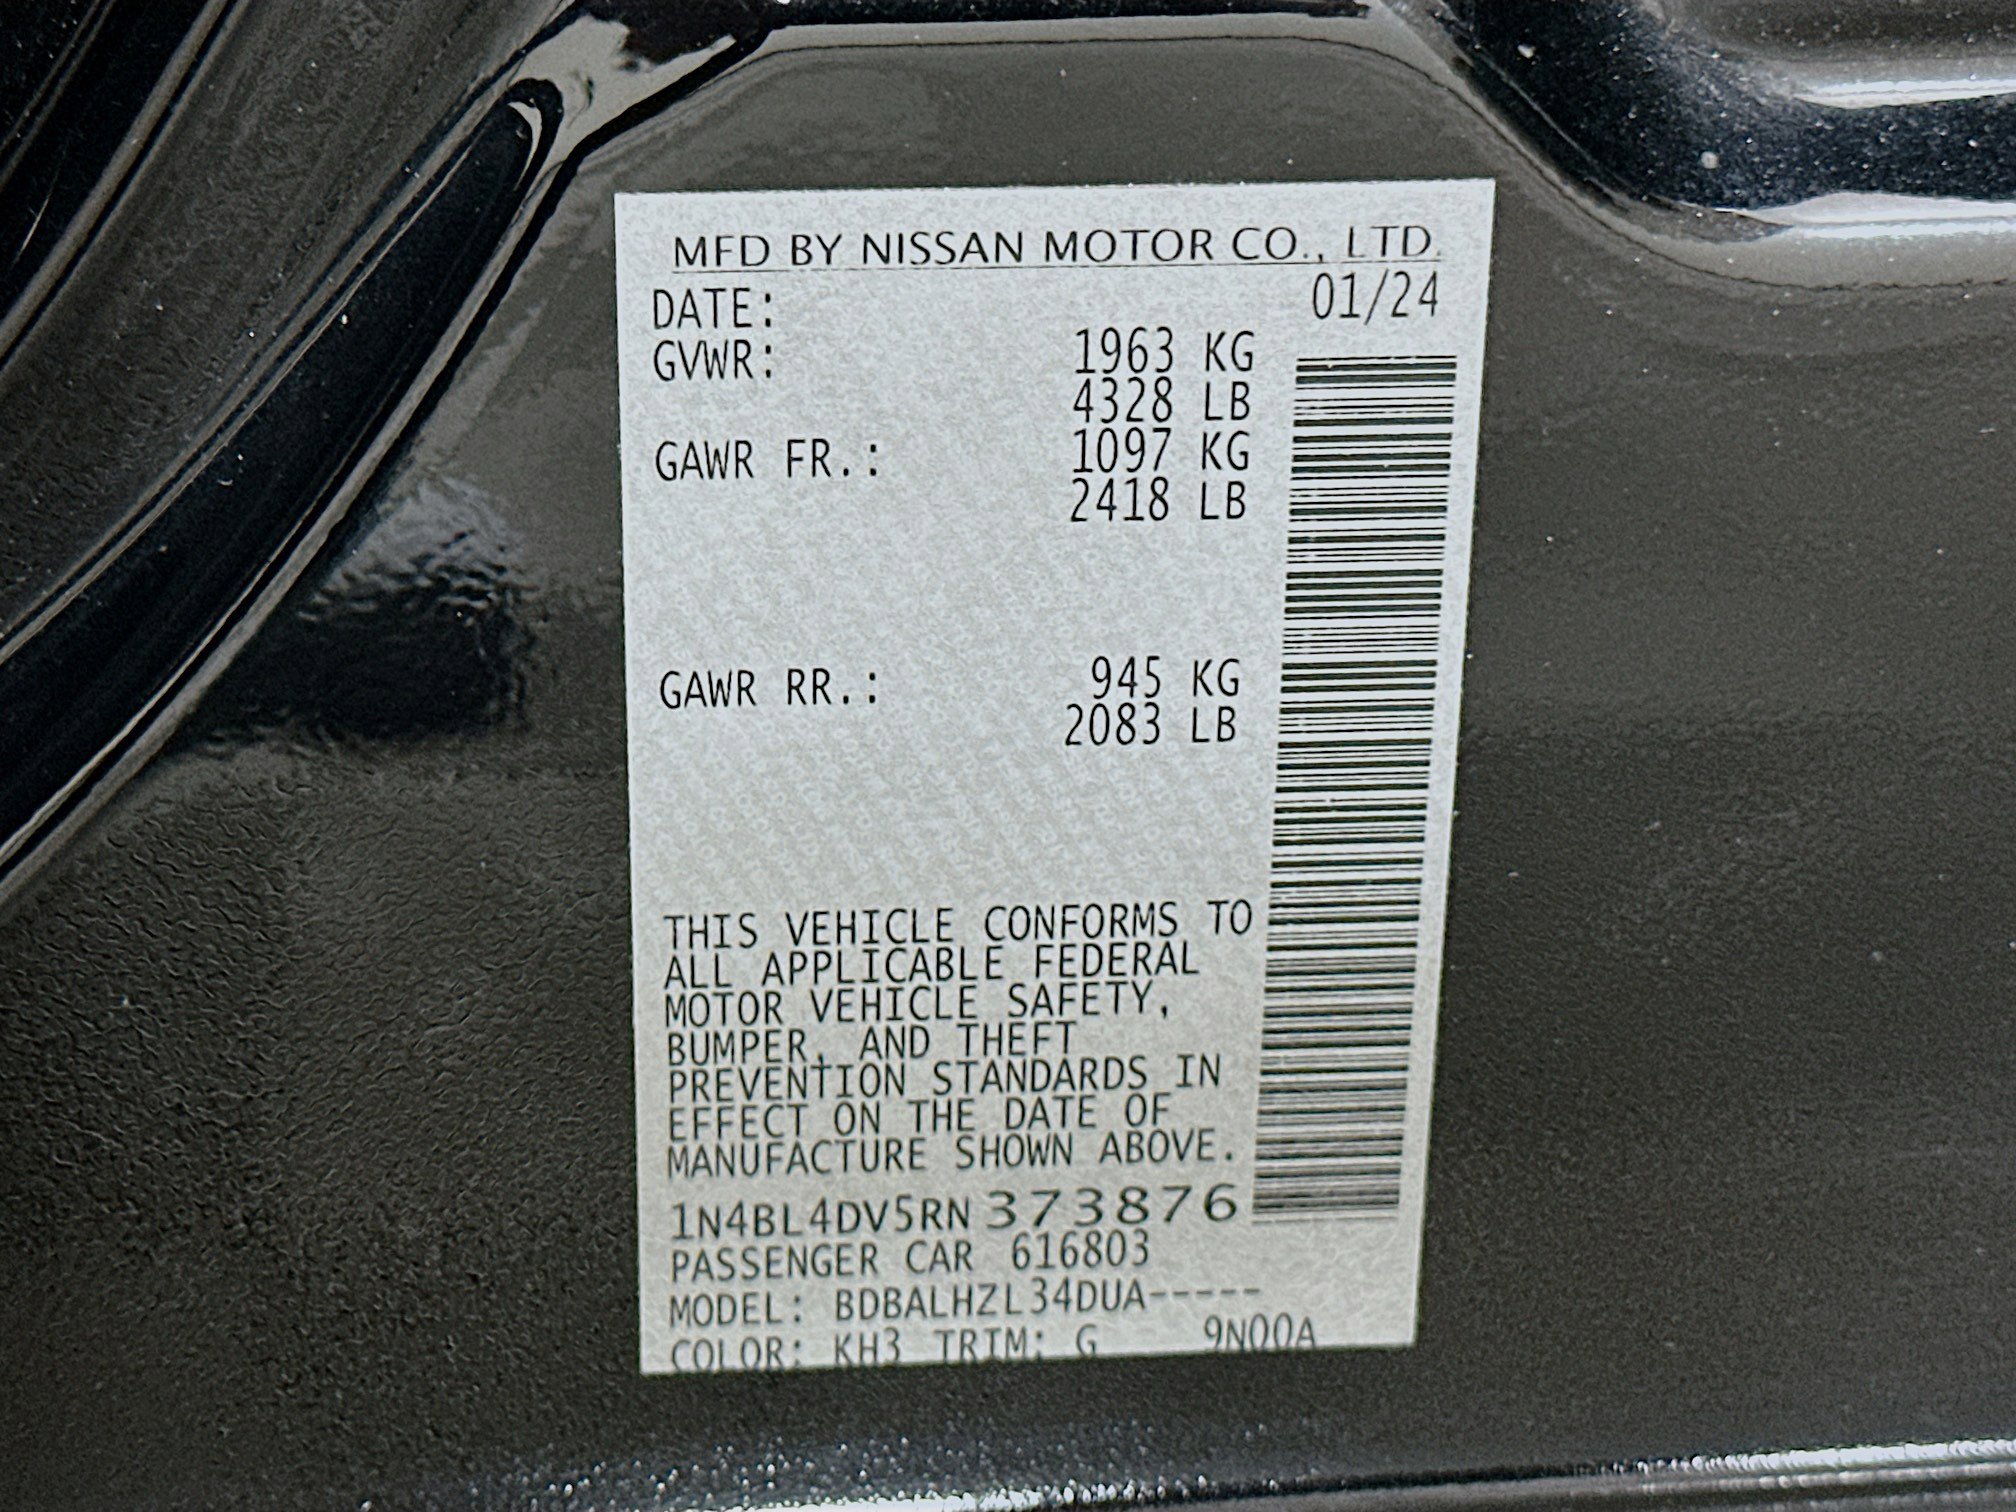 MFD BY NISSAN MOTOR CO., LTD.
DATE: 01/24
GVWR: 1963 KG
4328 LB
GAWR FR.: 1097 KG
2418 LB
GAWR RR.: 945 KG
2083 LB
THIS VEHICLE CONFORMS TO
ALL APPLICABLE FEDERAL
MOTOR VEHICLE SAFETY,
BUMPER, AND THEFT
PREVENTION STANDARDS IN
EFFECT ON THE DATE OF
MANUFACTURE SHOWN ABOVE.
1N4BL4DV5RN373876
PASSENGER CAR 616803
MODEL: BDBALHZL34DUA-----
COLOR: KH3 TRIM: G 9N00A